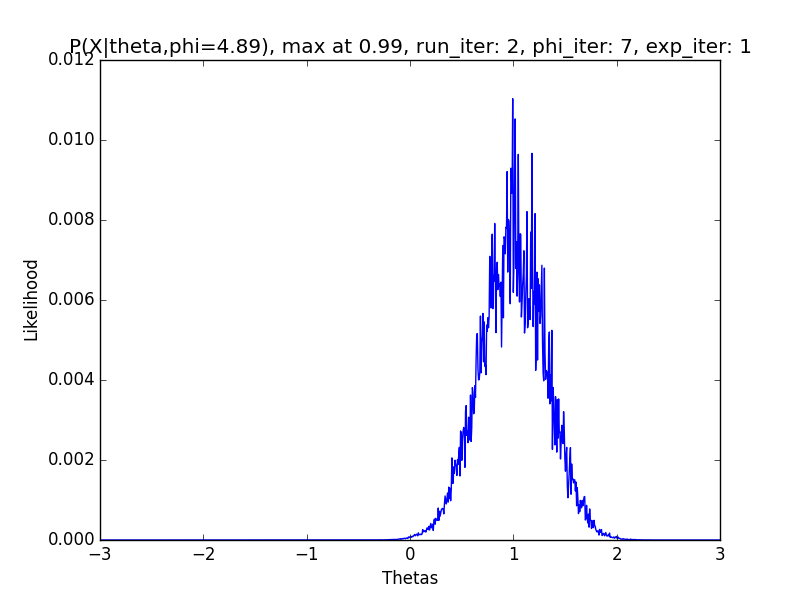 P(X|theta,phi=4.89), max at 0.99, run_iter: 2, phi_iter: 7, exp_iter: 1
0.012
0.010
0.008
0.006
0.004
0.002
0.000
Likelihood
−3 −2 −1 0 1 2 3
Thetas